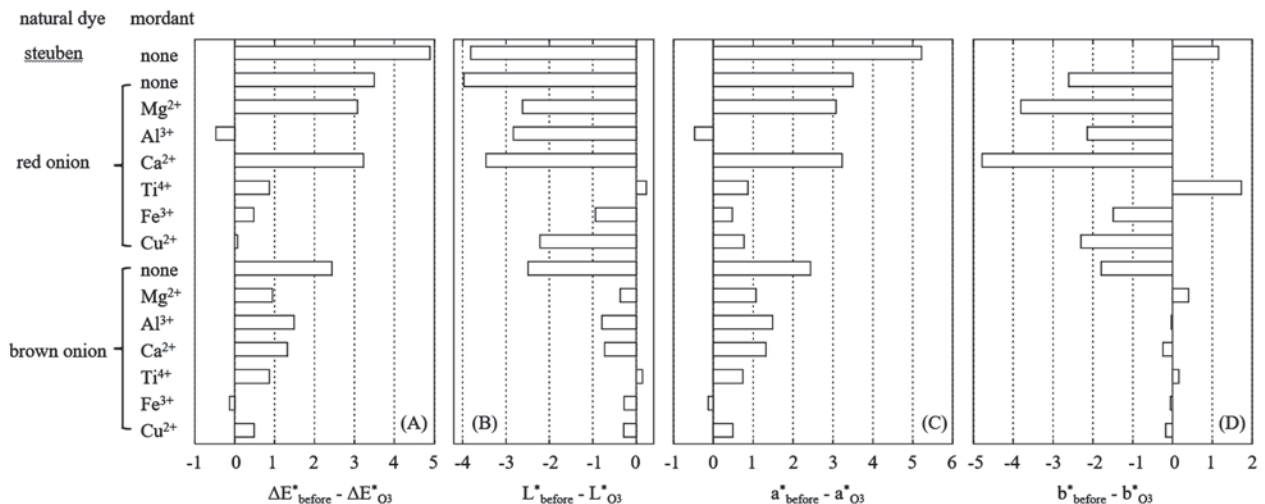 natural dye mordant
steuben none
red onion
none
Mg²⁺
Al³⁺
Ca²⁺
Ti⁴⁺
Fe³⁺
Cu²⁺
brown onion
none
Mg²⁺
Al³⁺
Ca²⁺
Ti⁴⁺
Fe³⁺
Cu²⁺
(A) (B) (C) (D)
-1 0 1 2 3 4 5 -4 -3 -2 -1 0 -1 0 1 2 3 4 5 6 -5 -4 -3 -2 -1 0 1 2
ΔE*before - ΔE*O3 L*before - L*O3 a*before - a*O3 b*before - b*O3